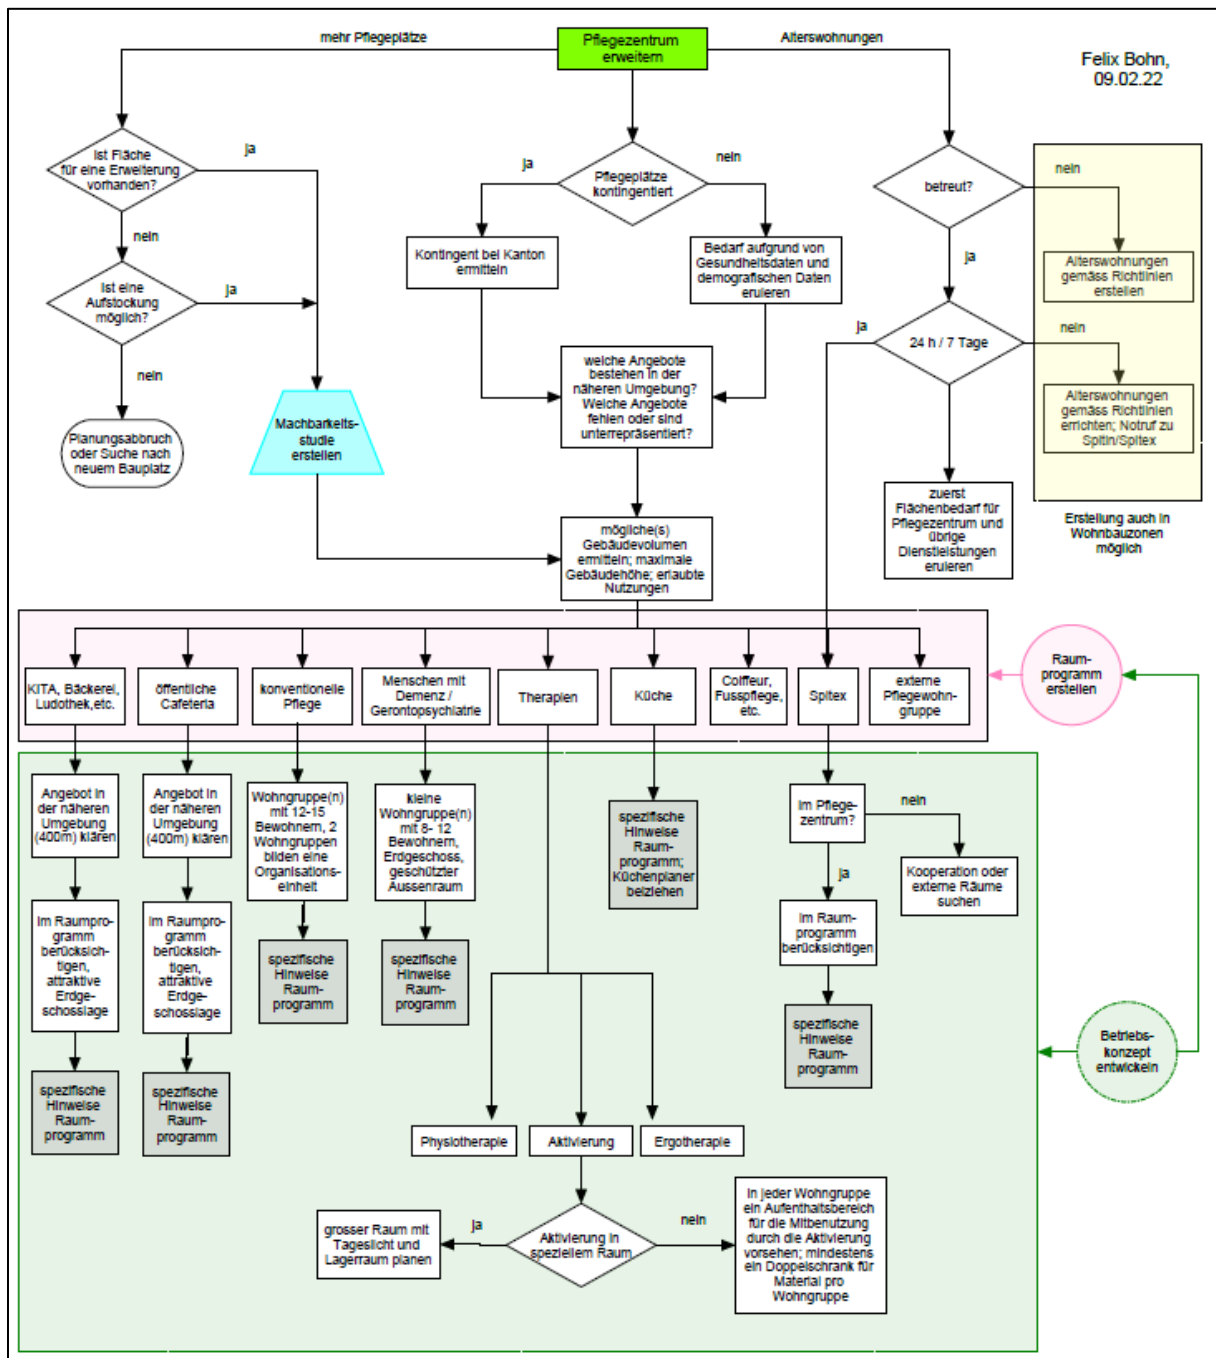 mehr Pflegeplätze
Pflegezentrum
erweitern
Alterswohnungen
Felix Bohn,
09.02.22
Ist Fläche
für eine Erweiterung
vorhanden?
ja
nein
Ist eine
Aufstockung
möglich?
ja
nein
Planungsabbruch
oder Suche nach
neuem Bauplatz
Machbarkeits-
studie
erstellen
Pflegeplätze
kontingentiert
ja
nein
Kontingent bei Kanton
ermitteln
Bedarf aufgrund von
Gesundheitsdaten und
demografischen Daten
eruieren
welche Angebote
bestehen in der
näheren Umgebung?
Welche Angebote
fehlen oder sind
unterrepräsentiert?
mögliche(s)
Gebäudevolumen
ermitteln; maximale
Gebäudehöhe; erlaubte
Nutzungen
betreut?
nein
ja
Alterswohnungen
gemäss Richtlinien
erstellen
24 h / 7 Tage
ja
nein
Alterswohnungen
gemäss Richtlinien
errichten; Notruf zu
Spitin/Spitex
zuerst
Flächenbedarf für
Pflegezentrum und
übrige
Dienstleistungen
eruieren
Erstellung auch in
Wohnbauzonen
möglich
KITA, Bäckerei,
Ludothek,etc.
öffentliche
Cafeteria
konventionelle
Pflege
Menschen mit
Demenz /
Gerontopsychiatrie
Therapien
Küche
Coiffeur,
Fusspflege,
etc.
Spitex
externe
Pflegewohn-
gruppe
Raum-
programm
erstellen
Angebot in
der näheren
Umgebung
(400m) klären
Angebot in
der näheren
Umgebung
(400m) klären
Wohngruppe(n)
mit 12-15
Bewohnern, 2
Wohngruppen
bilden eine
Organisations-
einheit
kleine
Wohngruppe(n)
mit 8- 12
Bewohnern,
Erdgeschoss,
geschützter
Aussenraum
spezifische
Hinweise
Raum-
programm;
Küchenplaner
beiziehen
im Pflege-
zentrum?
nein
ja
Kooperation oder
externe Räume
suchen
im Raum-
programm
berücksichtigen
spezifische
Hinweise
Raum-
programm
im Raumpro-
gramm
berücksich-
tigen,
attraktive
Erdge-
schosslage
im Raumpro-
gramm
berücksich-
tigen,
attraktive
Erdge-
schosslage
spezifische
Hinweise
Raum-
programm
spezifische
Hinweise
Raum-
programm
spezifische
Hinweise
Raum-
programm
spezifische
Hinweise
Raum-
programm
Betriebs-
konzept
entwickeln
Physiotherapie
Aktivierung
Ergotherapie
Aktivierung in
speziellem Raum
ja
nein
grosser Raum mit
Tageslicht und
Lagerraum planen
In jeder Wohngruppe
ein Aufenthaltsbereich
für die Mitbenutzung
durch die Aktivierung
vorsehen; mindestens
ein Doppelschrank für
Material pro
Wohngruppe